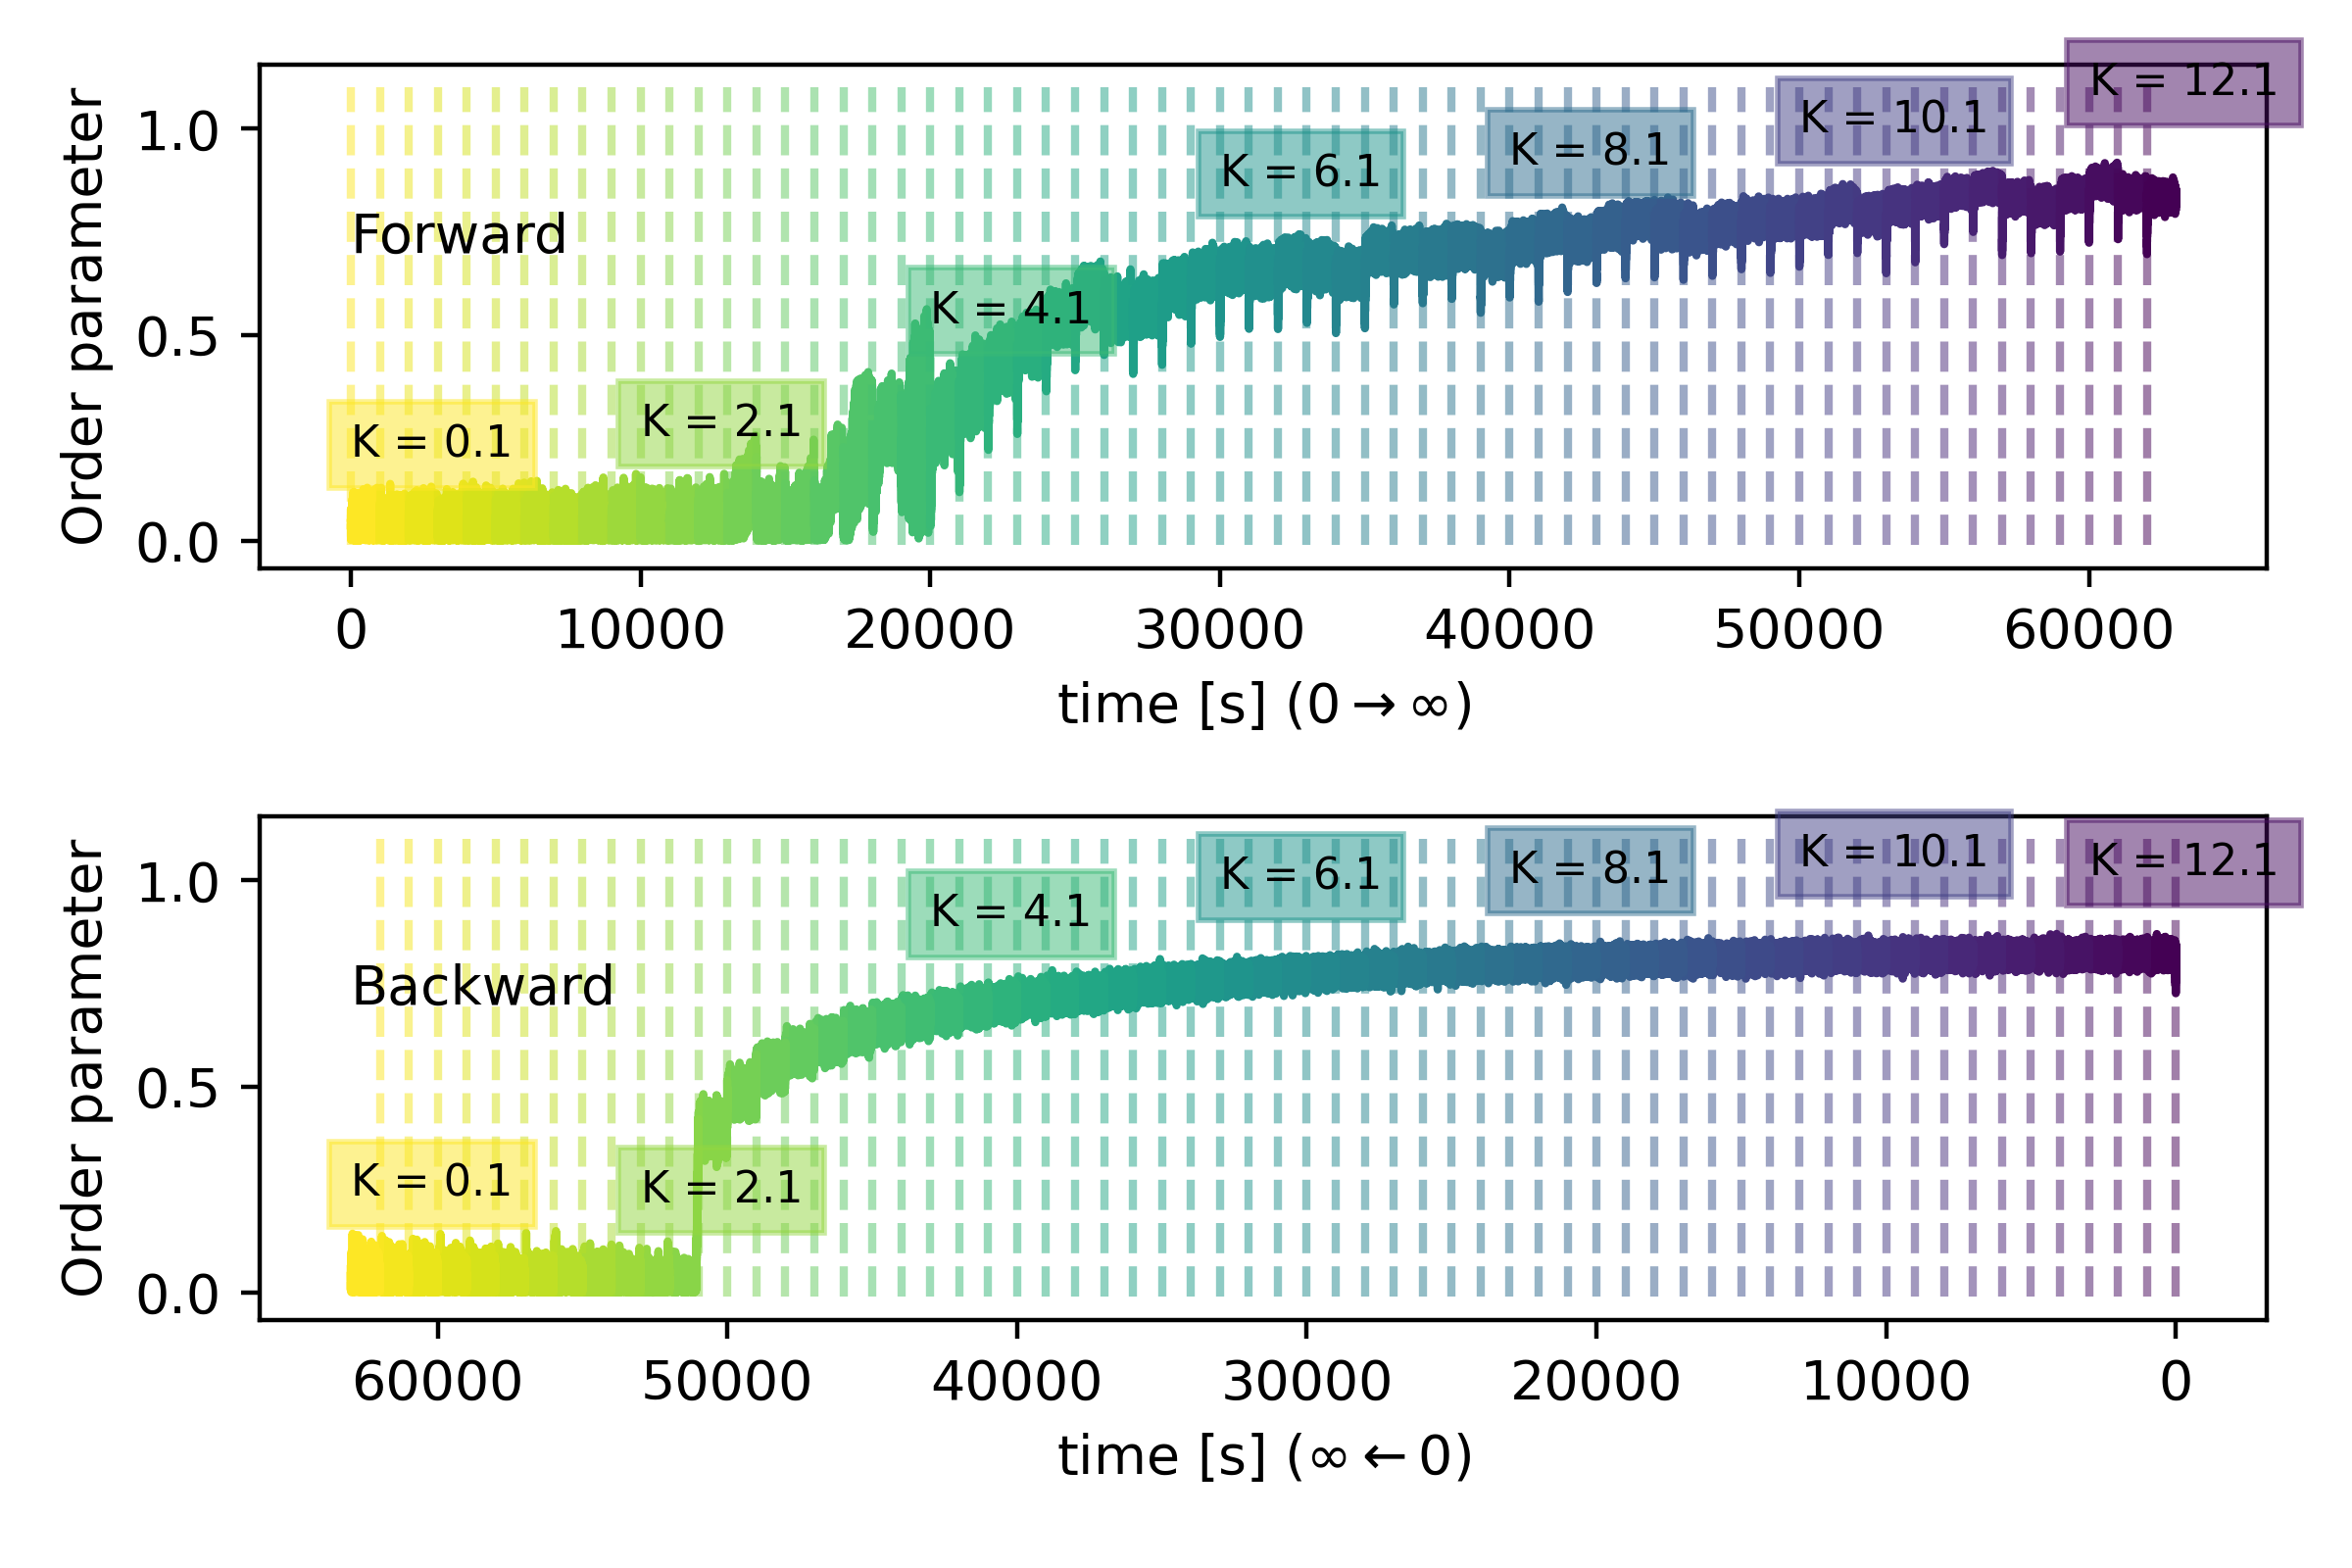 Order parameter
1.0
0.5
0.0
Forward
K = 0.1
K = 2.1
K = 4.1
K = 6.1
K = 8.1
K = 10.1
K = 12.1
0 10000 20000 30000 40000 50000 60000
time [s] (0 → ∞)
Order parameter
1.0
0.5
0.0
Backward
K = 0.1
K = 2.1
K = 4.1
K = 6.1
K = 8.1
K = 10.1
K = 12.1
60000 50000 40000 30000 20000 10000 0
time [s] (∞ ← 0)